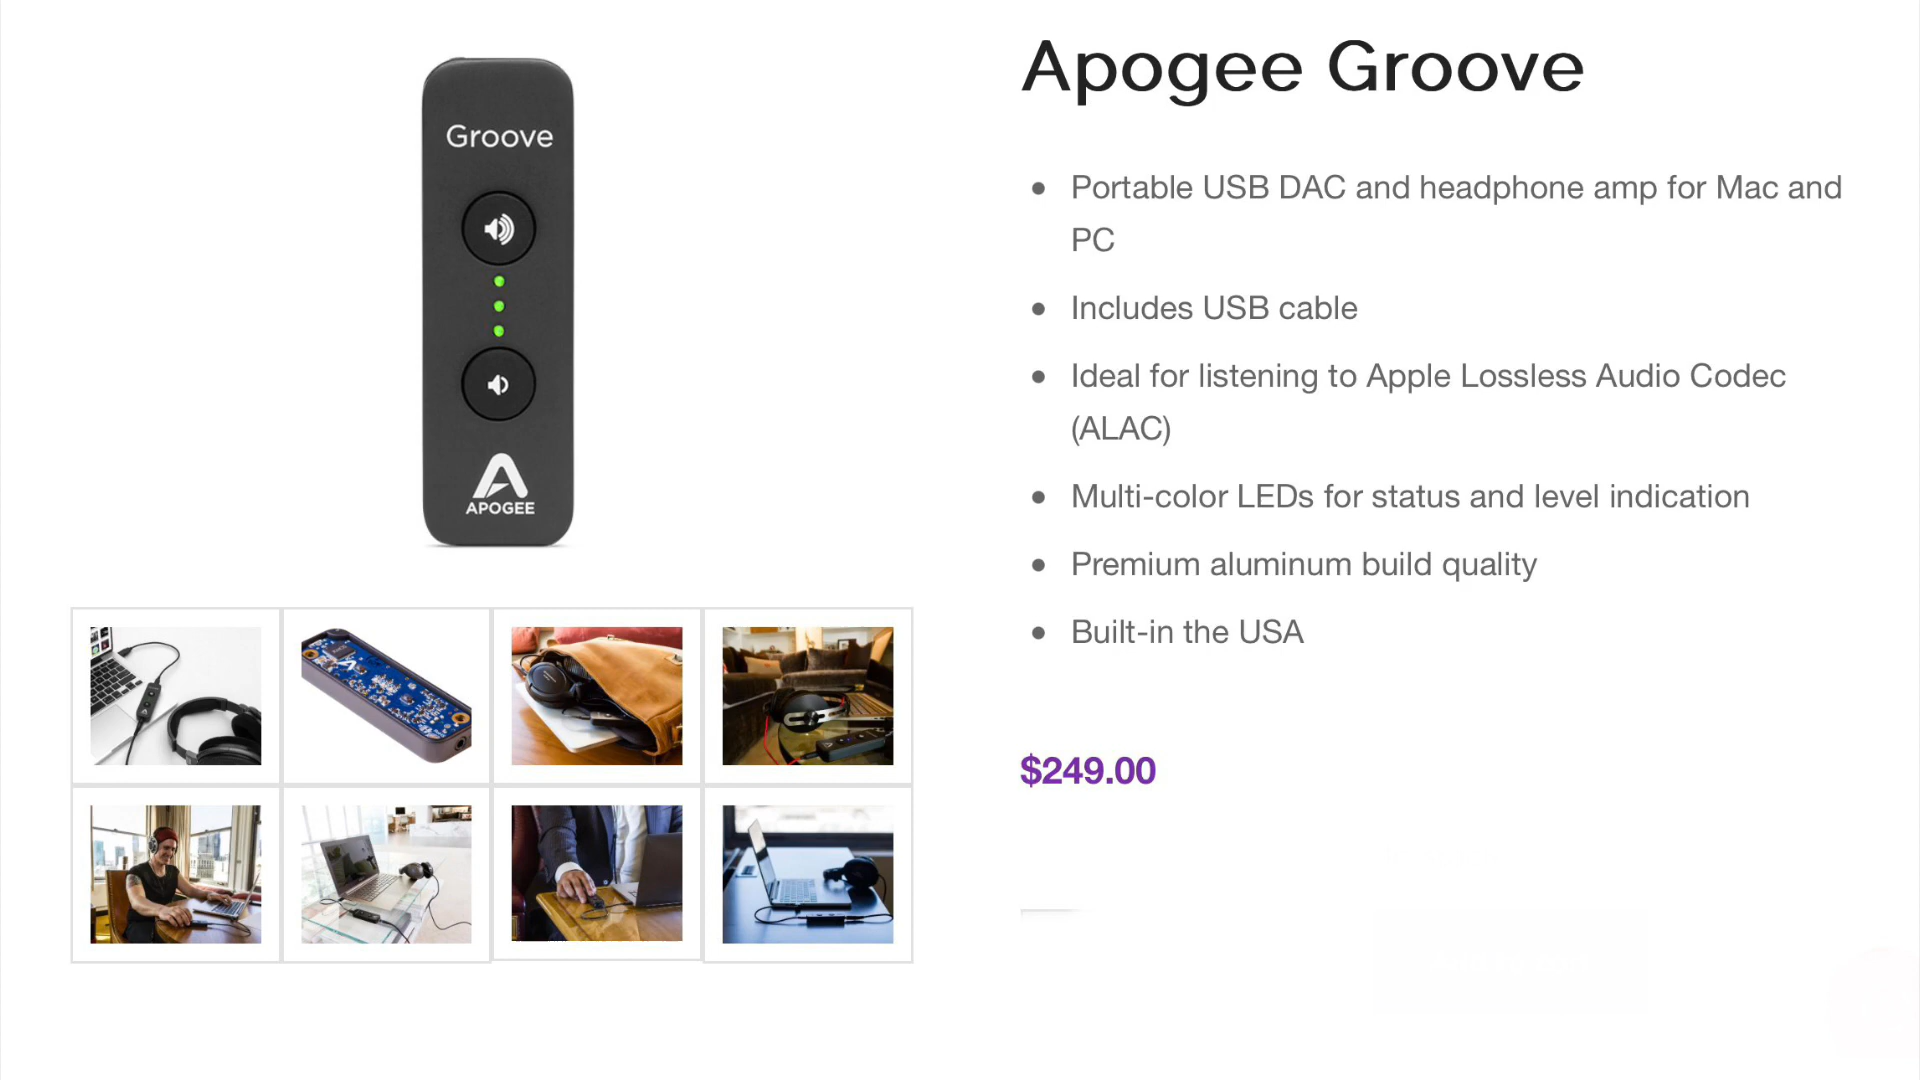 Groove
APOGEE
Apogee Groove
Portable USB DAC and headphone amp for Mac and
PC
Includes USB cable
Ideal for listening to Apple Lossless Audio Codec
(ALAC)
Multi-color LEDs for status and level indication
Premium aluminum build quality
Built-in the USA
$249.00